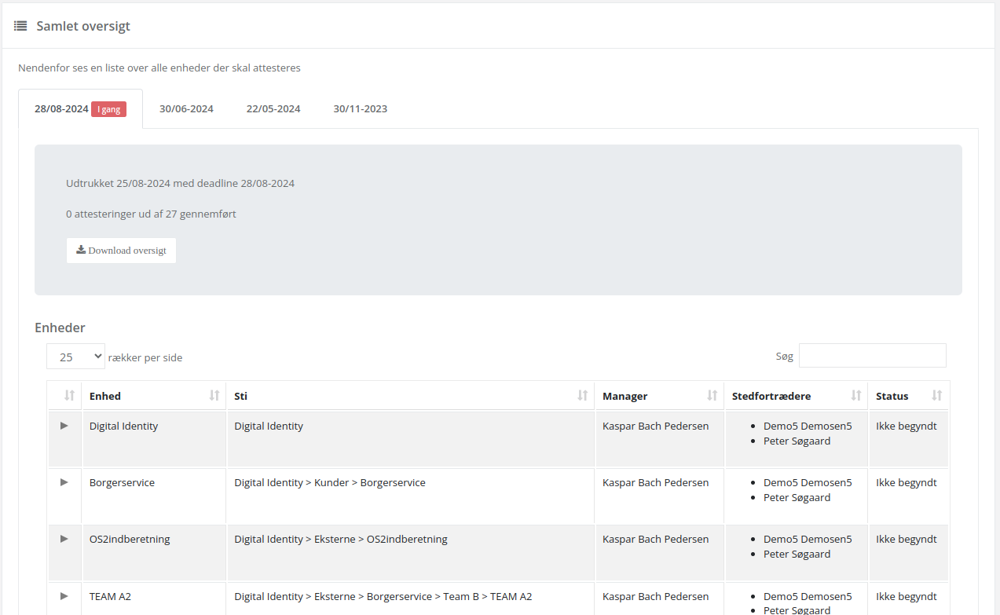 Samlet oversigt
Nendenfor ses en liste over alle enheder der skal attesteres
28/08-2024 I gang 30/06-2024 22/05-2024 30/11-2023
Udtrukket 25/08-2024 med deadline 28/08-2024
0 attesteringer ud af 27 gennemført
Download oversigt
Enheder
25 rækker per side Søg
Enhed Sti Manager Stedfortrædere Status
Digital Identity Digital Identity Kaspar Bach Pedersen • Demo5 Demosen5 Ikke begyndt
• Peter Søgaard
Borgerservice Digital Identity > Kunder > Borgerservice Kaspar Bach Pedersen • Demo5 Demosen5 Ikke begyndt
• Peter Søgaard
OS2indberetning Digital Identity > Eksterne > OS2indberetning Kaspar Bach Pedersen • Demo5 Demosen5 Ikke begyndt
• Peter Søgaard
TEAM A2 Digital Identity > Eksterne > Borgerservice > Team B > TEAM A2 Kaspar Bach Pedersen • Demo5 Demosen5 Ikke begyndt
• Peter Søgaard